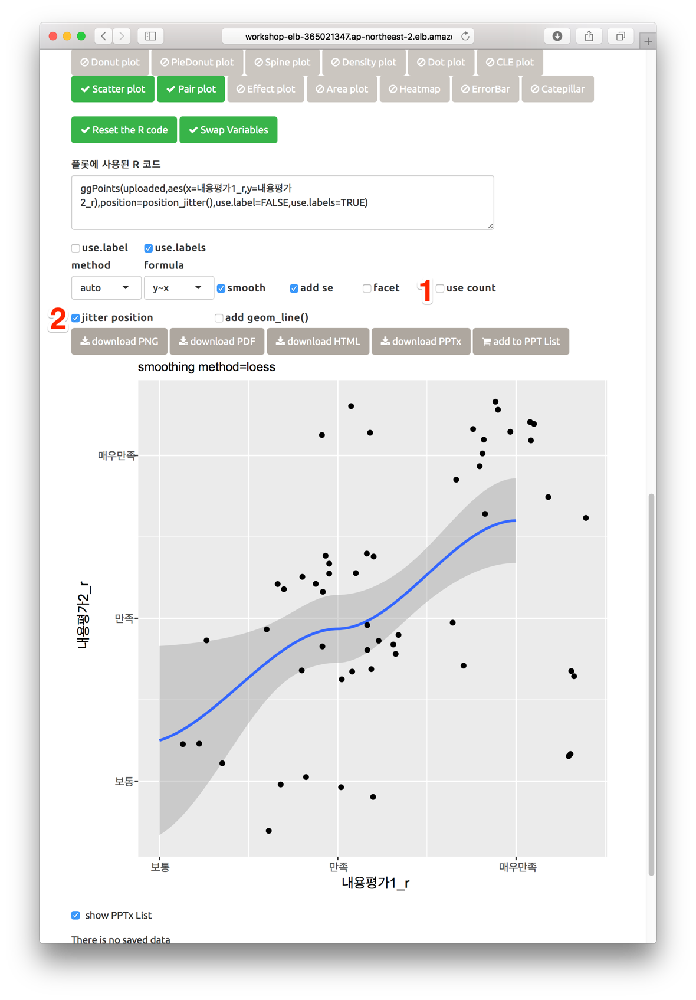 workshop-elb-365021347.ap-northeast-2.elb.amaz
Donut plot PieDonut plot Spine plot Density plot Dot plot CLE plot
Scatter plot Pair plot Effect plot Area plot Heatmap ErrorBar Catepillar
Reset the R code Swap Variables
플롯에 사용된 R 코드
ggPoints(uploaded,aes(x=내용평가1_r,y=내용평가
2_r),position=position_jitter(),use.label=FALSE,use.labels=TRUE)
use.label use.labels
method formula
auto y~x smooth add se facet 1 use count
2 jitter position add geom_line()
download PNG download PDF download HTML download PPTx add to PPT List
smoothing method=loess
매우만족
만족
보통
내용평가2_r
보통 만족 매우만족
내용평가1_r
show PPTx List
There is no saved data